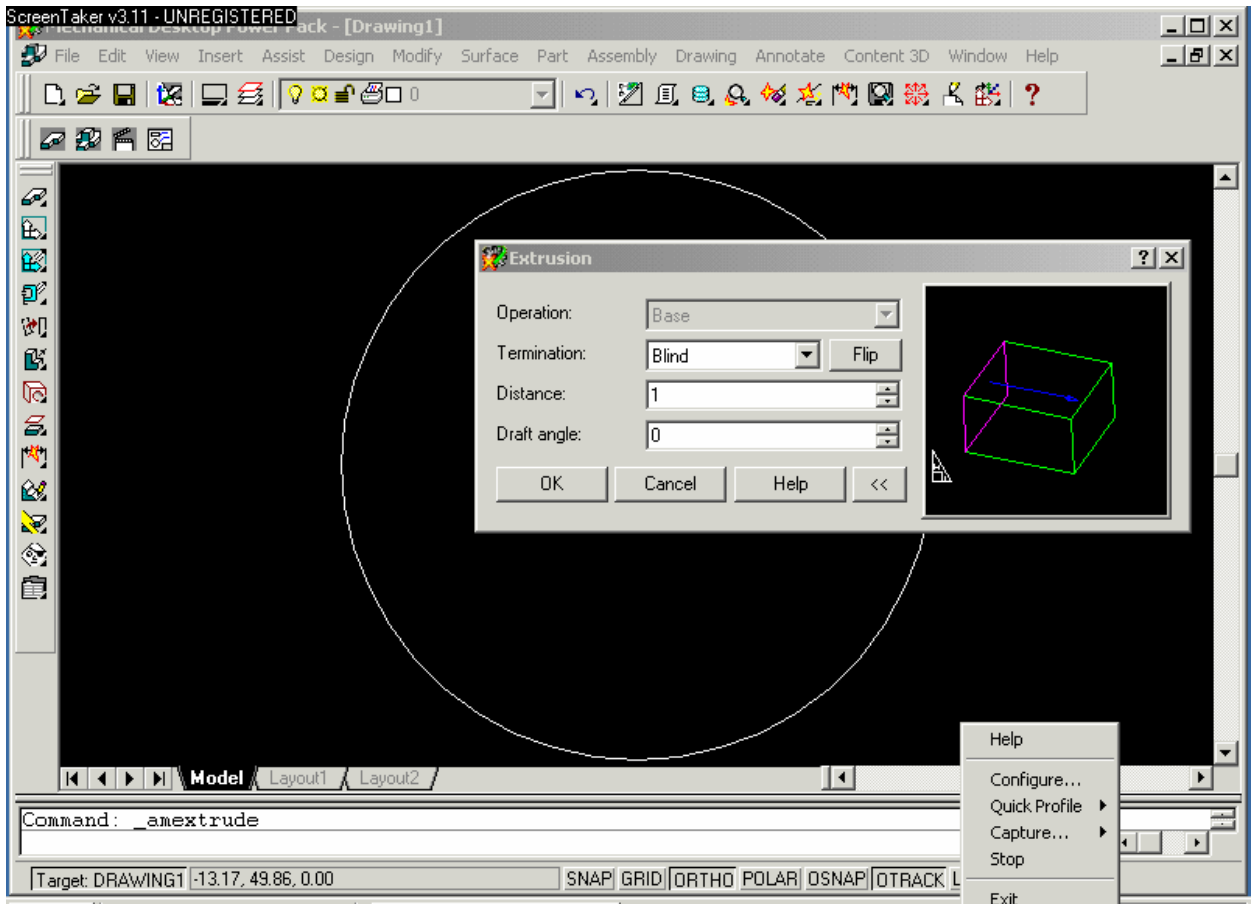 ScreenTaker v3.11 - UNREGISTERED
Mechanical Desktop Power Pack - [Drawing1]
File Edit View Insert Assist Design Modify Surface Part Assembly Drawing Annotate Content 3D Window Help
0
Extrusion
Operation: Base
Termination: Blind Flip
Distance: 1
Draft angle: 0
OK Cancel Help <<
Model Layout1 Layout2
Command: _amextrude
Target: DRAWING1 -13.17, 49.86, 0.00 SNAP GRID ORTHO POLAR OSNAP OTRACK L
Help
Configure...
Quick Profile
Capture...
Stop
Exit